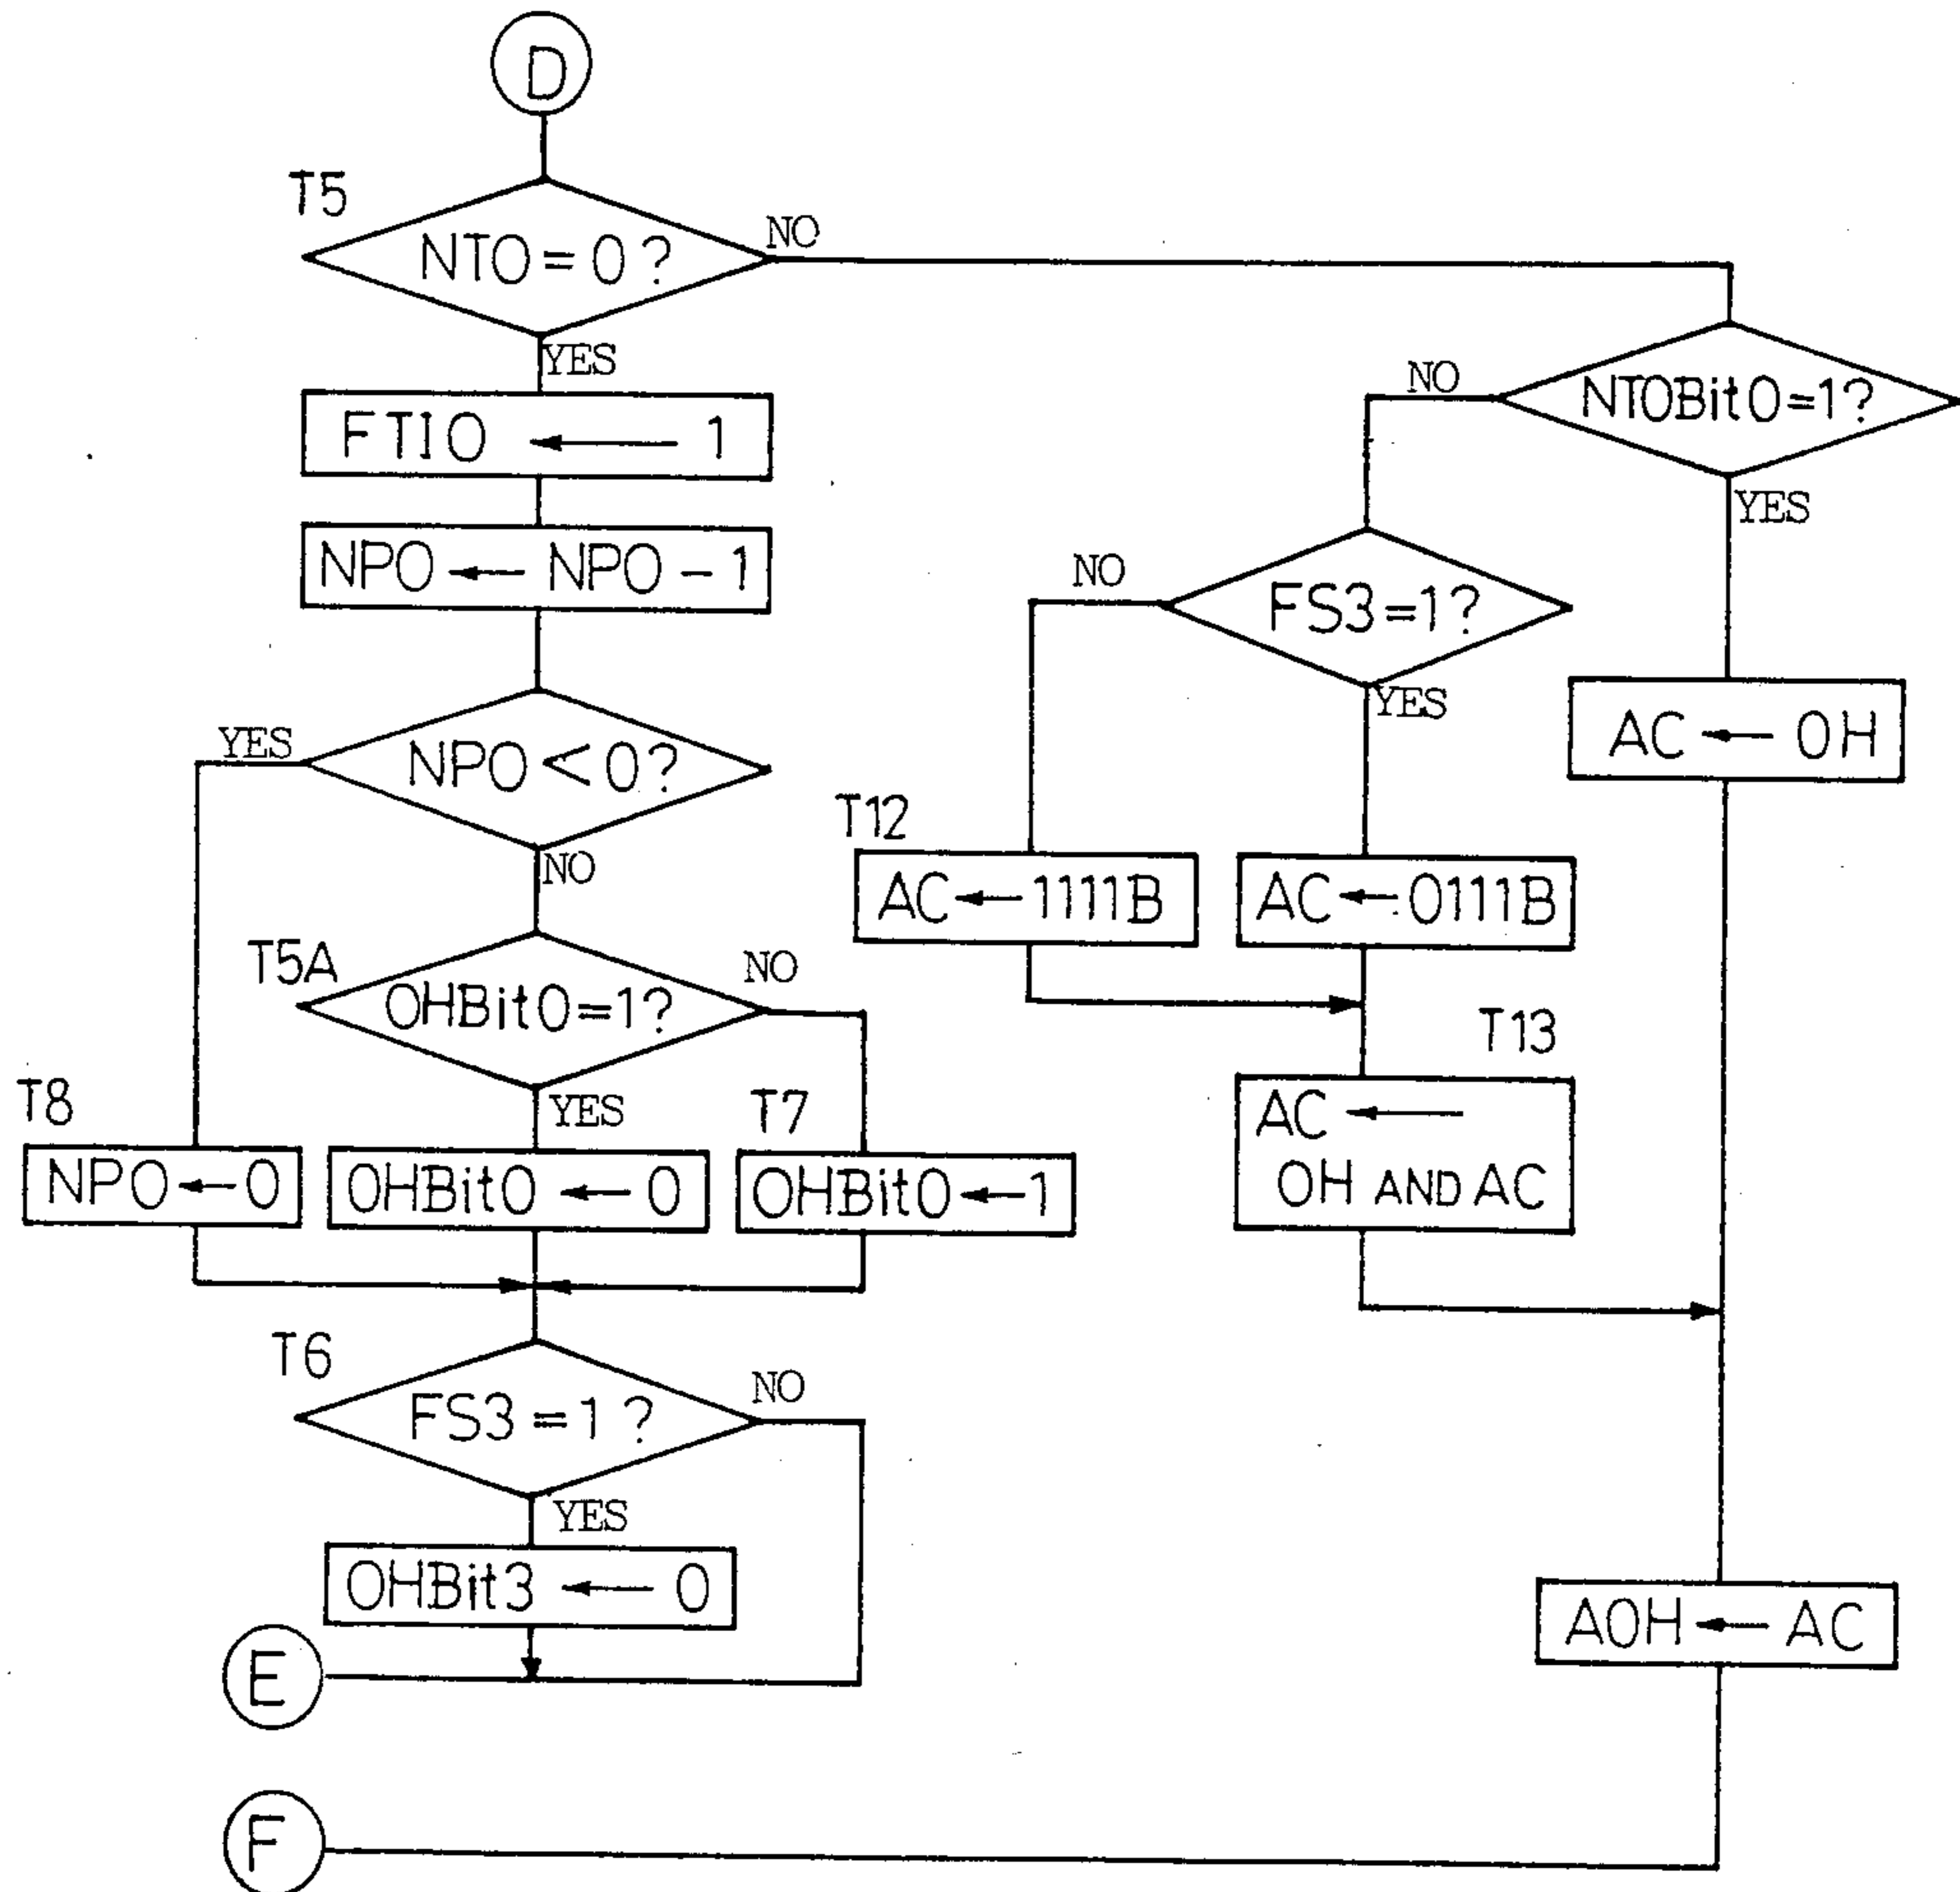 D
T5
NTO = 0 ?
NO
YES
FTIO ← 1
NPO ← NPO - 1
NPO < 0?
YES
NO
T5A
OHBit0=1?
NO
YES
T8
NPO ← 0
OHBit0 ← 0
T7
OHBit0 ← 1
T6
FS3 = 1 ?
NO
YES
OHBit3 ← 0
E
F
NTOBit0=1?
NO
YES
FS3=1?
NO
YES
AC ← OH
T12
AC ← 1111B
AC ← 0111B
T13
AC ←
OH AND AC
AOH ← AC